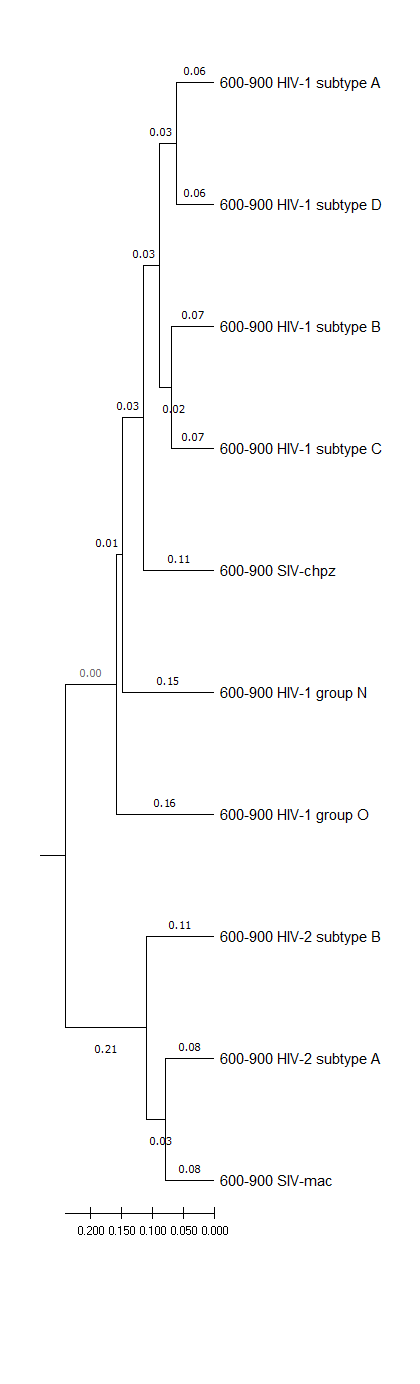 0.06
600-900 HIV-1 subtype A
0.03
0.06
600-900 HIV-1 subtype D
0.03
0.07
600-900 HIV-1 subtype B
0.03
0.02
0.07
600-900 HIV-1 subtype C
0.01
0.11
600-900 SIV-chpz
0.00
0.15
600-900 HIV-1 group N
0.16
600-900 HIV-1 group O
0.11
600-900 HIV-2 subtype B
0.21
0.08
600-900 HIV-2 subtype A
0.03
0.08
600-900 SIV-mac
0.200 0.150 0.100 0.050 0.000